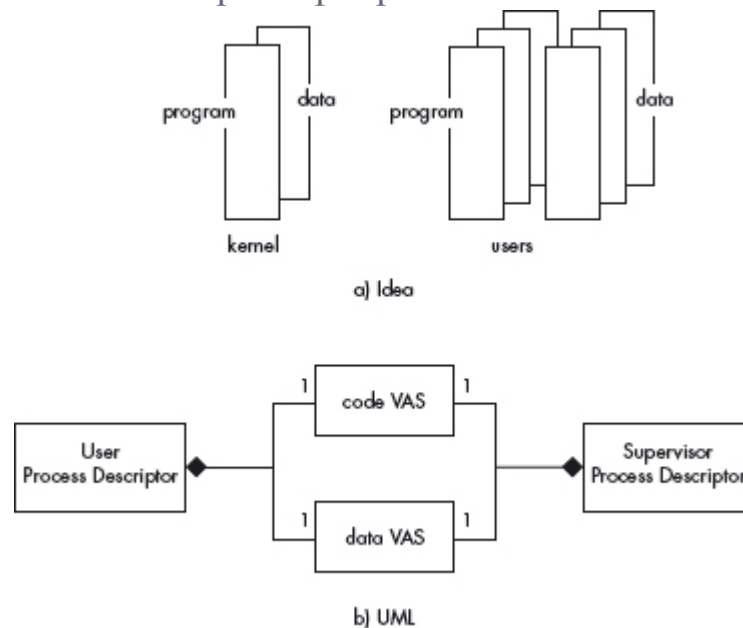 data
data
program
program
kernel
users
a) Idea
1
1
code VAS
User
Process Descriptor
Supervisor
Process Descriptor
1
1
data VAS
b) UML